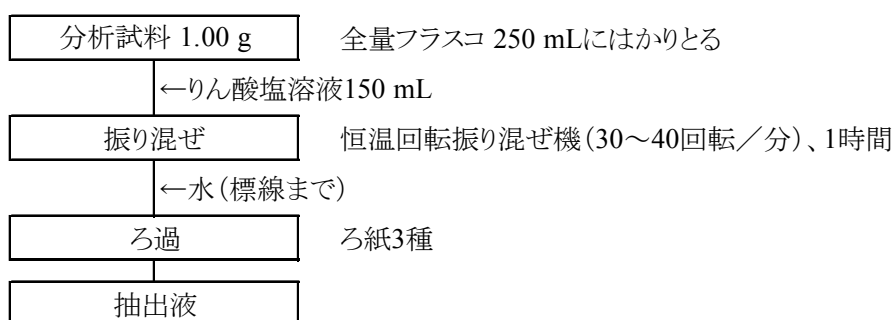 分析試料 1.00 g 全量フラスコ 250 mLにはかりとる
←りん酸塩溶液150 mL
振り混ぜ 恒温回転振り混ぜ機(30～40回転／分)、1時間
←水(標線まで)
ろ過 ろ紙3種
抽出液